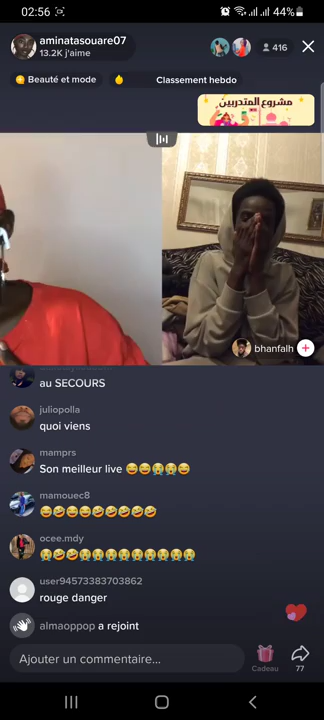 02:56
44%
aminatasouare07
13.2K j'aime
416
Beauté et mode
Classement hebdo
مشروع المتدربين
bhanfalh
au SECOURS
juliopolla
quoi viens
mamprs
Son meilleur live 😂😂😭😭😂
mamouec8
😂🤣😂😂🤣🤣🤣🤣🤣
ocee.mdy
😭🤣🤣😭😭😭😭😭😭😭😭😭
user94573383703862
rouge danger
almaoppop a rejoint
Ajouter un commentaire...
Cadeau
77